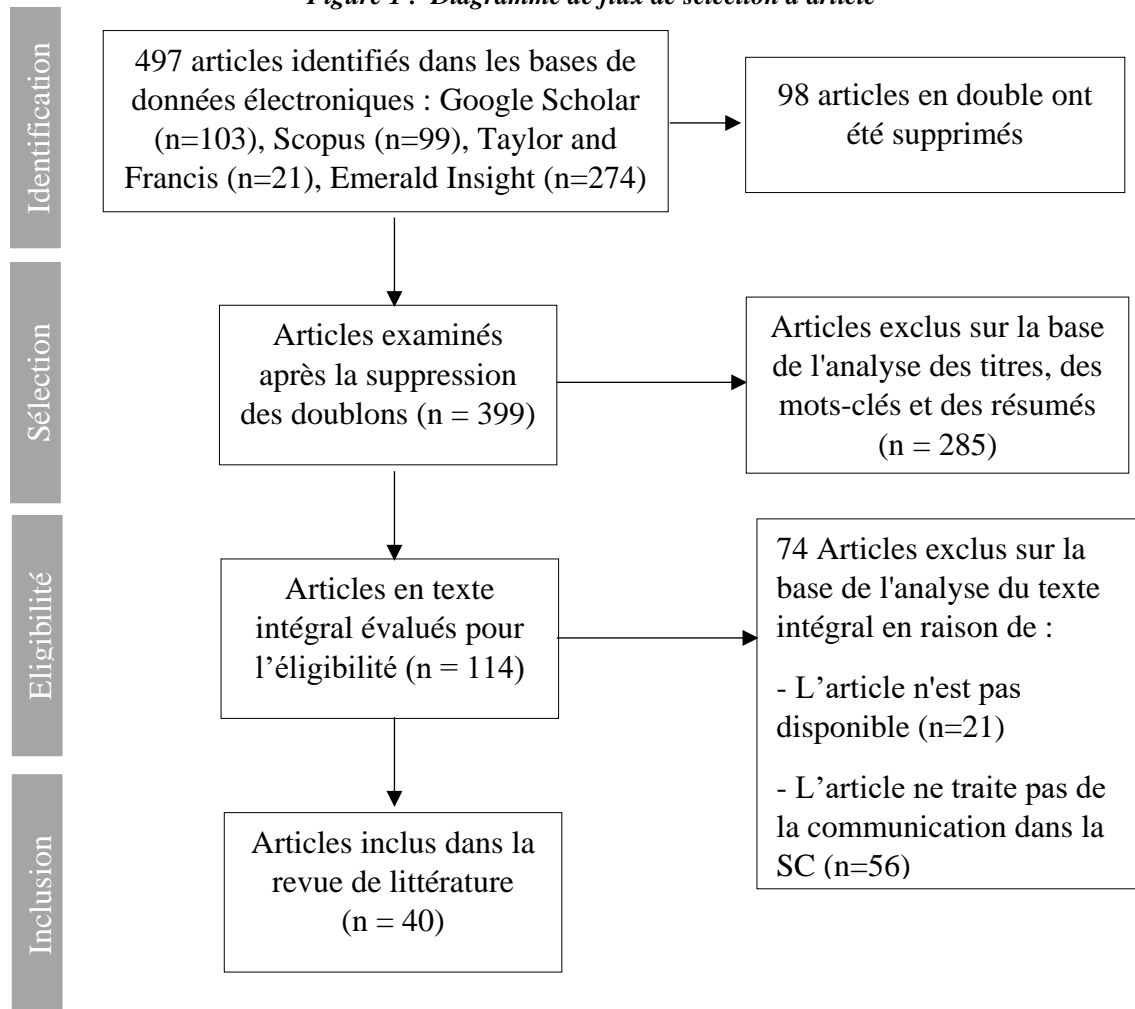 Figure 1 : Diagramme de flux de sélection d'article
Identification
497 articles identifiés dans les bases de
données électroniques : Google Scholar
(n=103), Scopus (n=99), Taylor and
Francis (n=21), Emerald Insight (n=274)
98 articles en double ont
été supprimés
Sélection
Articles examinés
après la suppression
des doublons (n = 399)
Articles exclus sur la base
de l'analyse des titres, des
mots-clés et des résumés
(n = 285)
Eligibilité
Articles en texte
intégral évalués pour
l’éligibilité (n = 114)
74 Articles exclus sur la
base de l'analyse du texte
intégral en raison de :
- L’article n'est pas
disponible (n=21)
- L’article ne traite pas de
la communication dans la
SC (n=56)
Inclusion
Articles inclus dans la
revue de littérature
(n = 40)